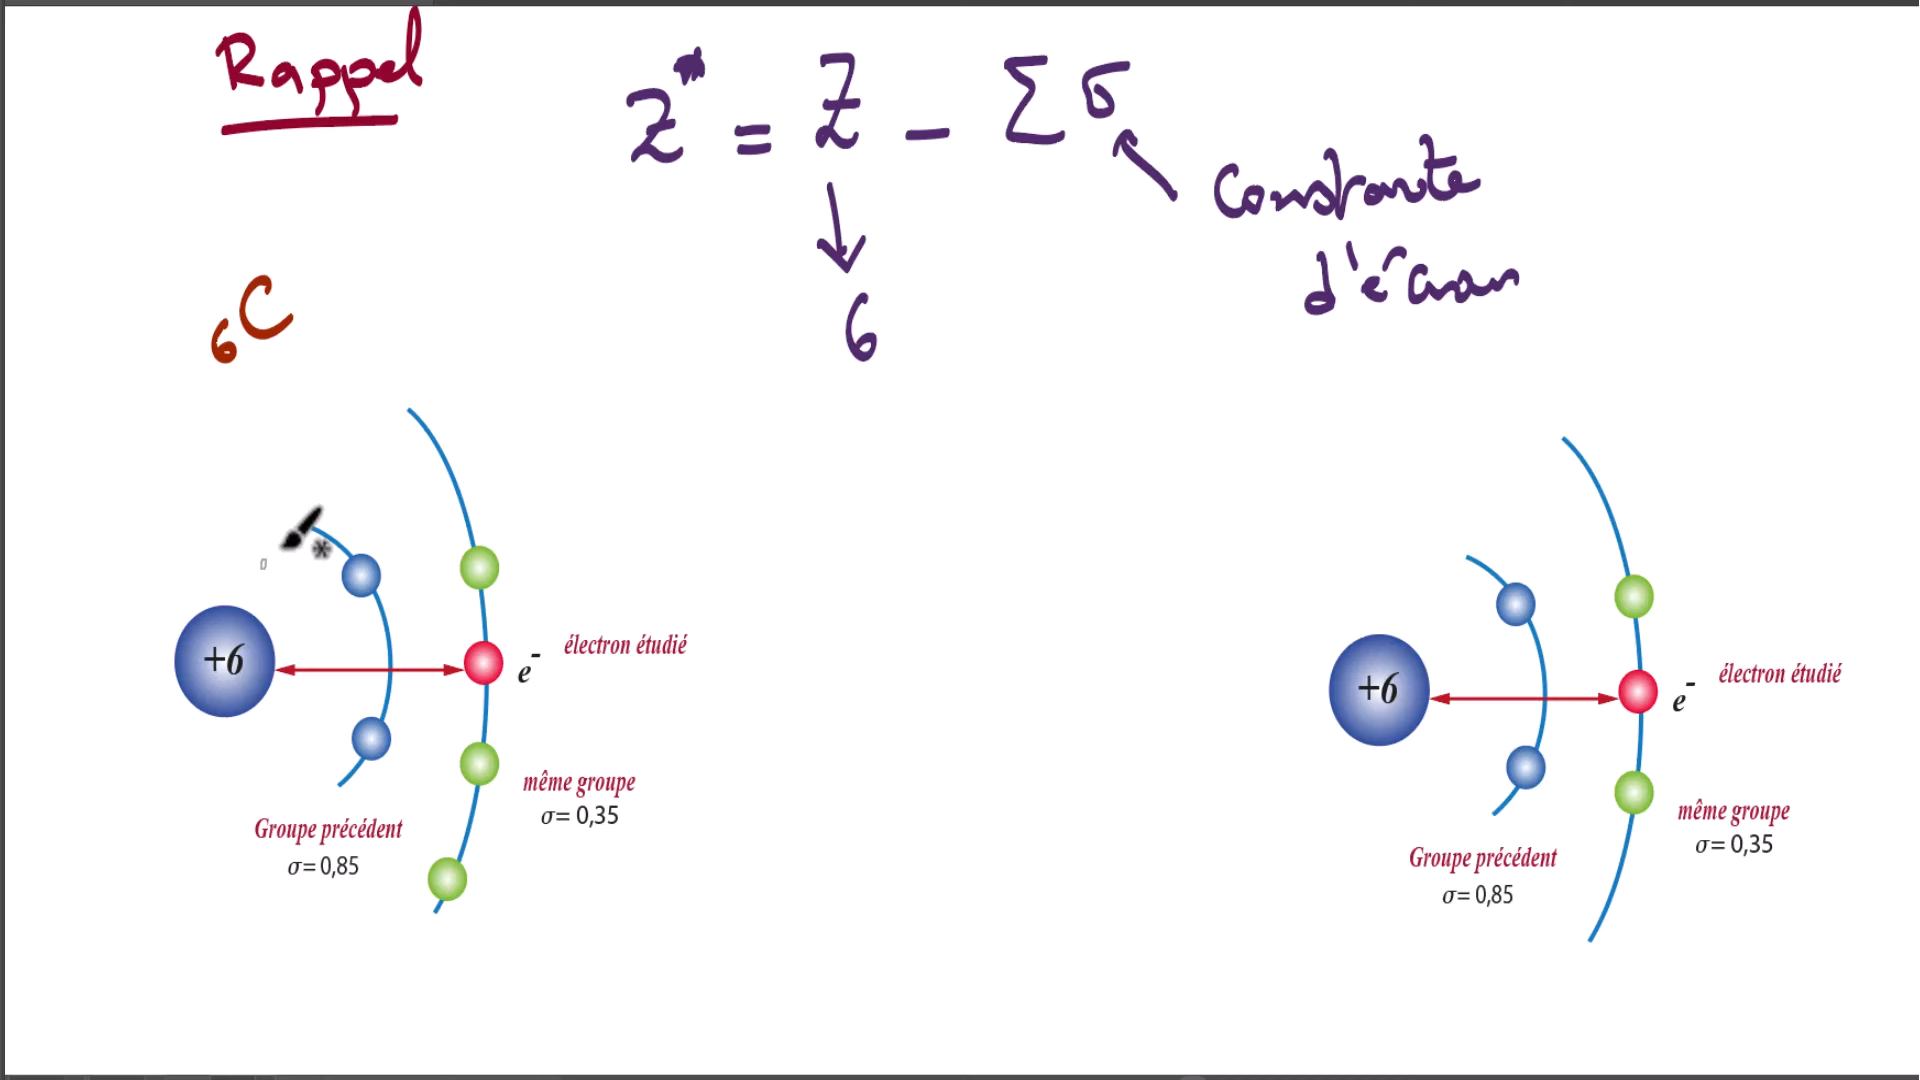 Rappel
Z* = Z - Σσ
Constante
d'écran
6
₆C
+6
e⁻
électron étudié
même groupe
σ= 0,35
Groupe précédent
σ= 0,85
+6
e⁻
électron étudié
même groupe
σ= 0,35
Groupe précédent
σ= 0,85